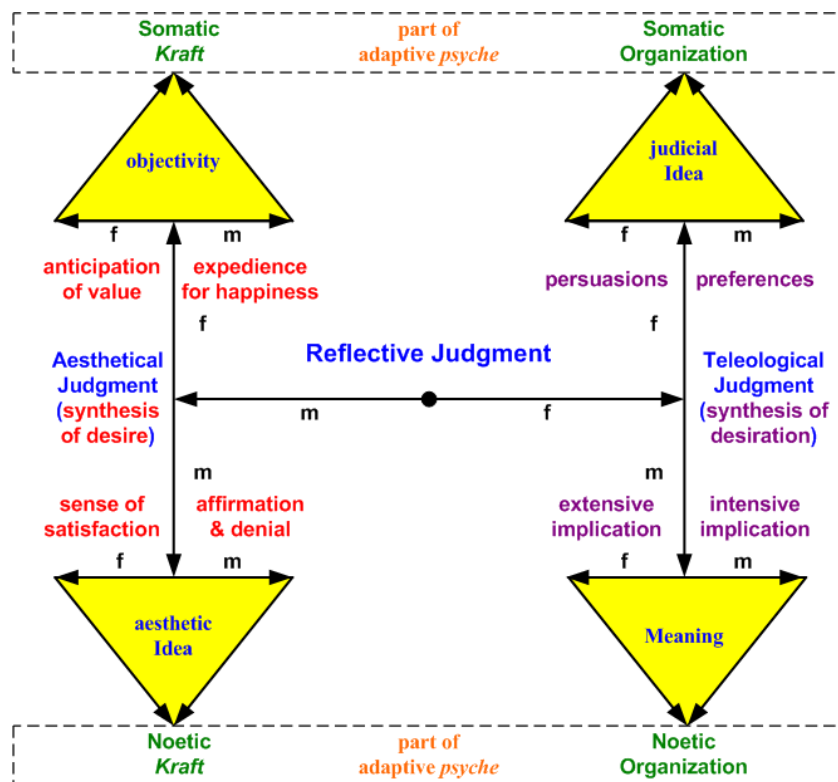 Somatic
Kraft
part of
adaptive psyche
Somatic
Organization
objectivity
judicial
Idea
f
m
f
m
anticipation
of value
expedience
for happiness
persuasions
preferences
f
f
Aesthetical
Judgment
(synthesis
of desire)
Reflective Judgment
Teleological
Judgment
(synthesis of
desiration)
m
f
m
m
sense of
satisfaction
affirmation
& denial
extensive
implication
intensive
implication
f
m
f
m
aesthetic
Idea
Meaning
Noetic
Kraft
part of
adaptive psyche
Noetic
Organization